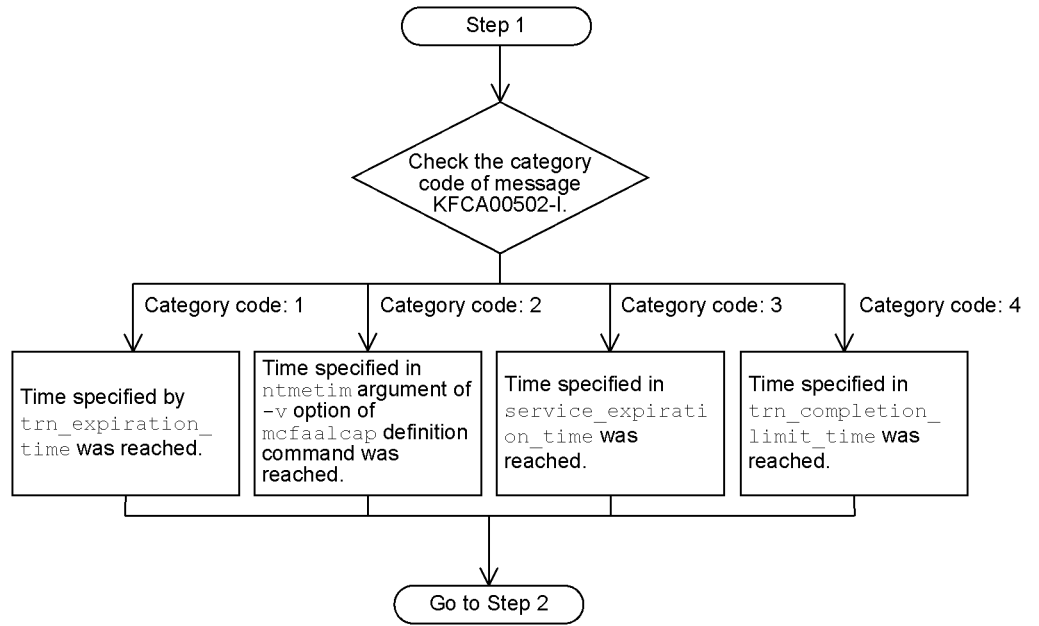 Step 1
Check the category
code of message
KFCA00502-I.
Category code: 1
Category code: 2
Category code: 3
Category code: 4
Time specified by
trn_expiration_
time was reached.
Time specified in
ntmetim argument of
-v option of
mcfaalcap definition
command was
reached.
Time specified in
service_expirati
on_time was
reached.
Time specified in
trn_completion_
limit_time was
reached.
Go to Step 2